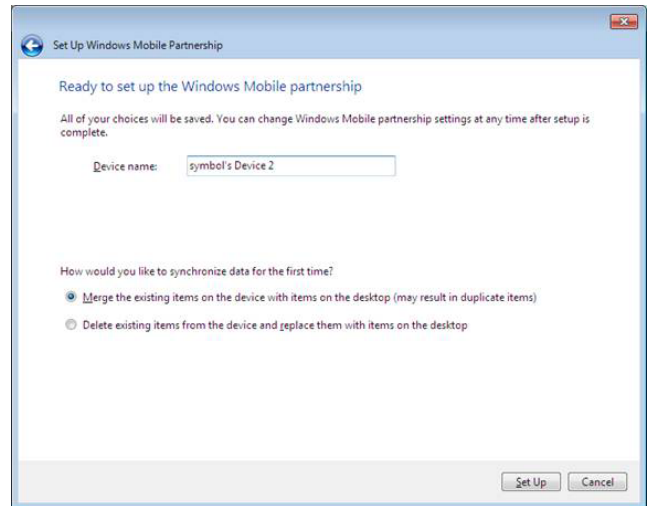 Set Up Windows Mobile Partnership
Ready to set up the Windows Mobile partnership
All of your choices will be saved. You can change Windows Mobile partnership settings at any time after setup is
complete.
Device name: symbol's Device 2
How would you like to synchronize data for the first time?
Merge the existing items on the device with items on the desktop (may result in duplicate items)
Delete existing items from the device and replace them with items on the desktop
Set Up Cancel